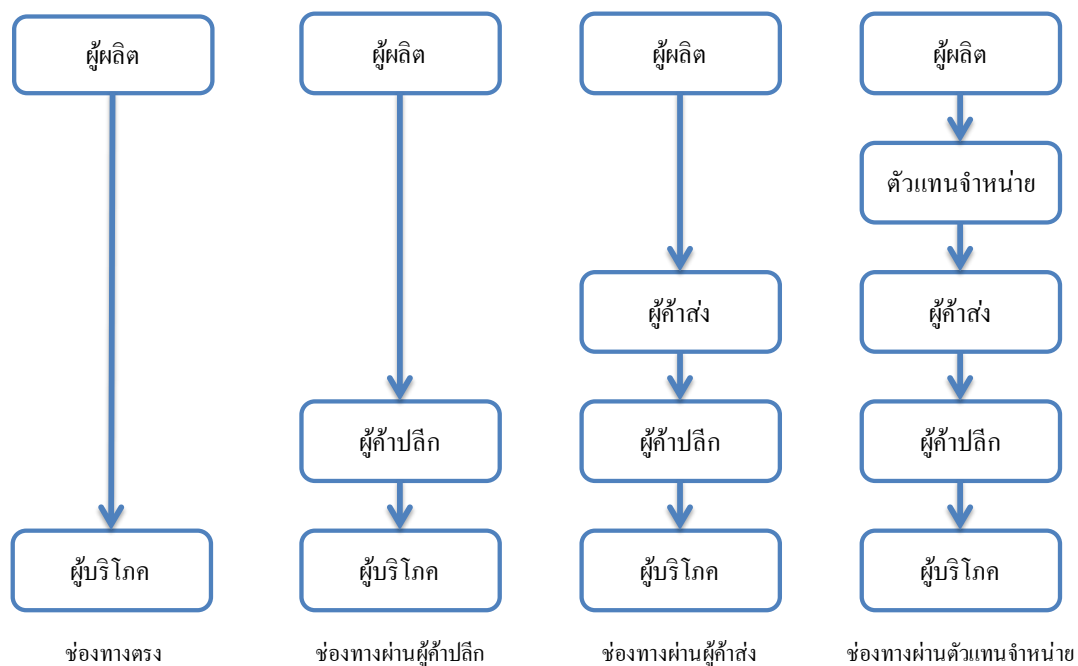 ผู้ผลิต
ผู้ผลิต
ผู้ผลิต
ผู้ผลิต
ตัวแทนจำหน่าย
ผู้ค้าส่ง
ผู้ค้าส่ง
ผู้ค้าปลีก
ผู้ค้าปลีก
ผู้ค้าปลีก
ผู้บริโภค
ผู้บริโภค
ผู้บริโภค
ผู้บริโภค
ช่องทางตรง
ช่องทางผ่านผู้ค้าปลีก
ช่องทางผ่านผู้ค้าส่ง
ช่องทางผ่านตัวแทนจำหน่าย